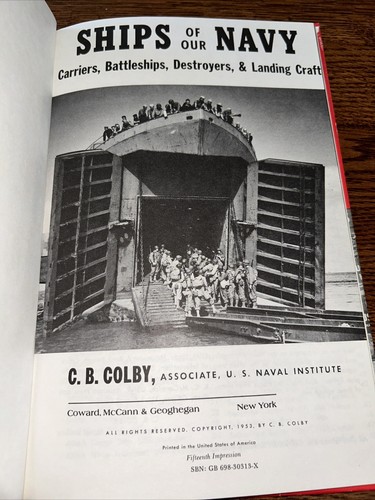 SHIPS OF OUR NAVY
Carriers, Battleships, Destroyers, & Landing Craft
C. B. COLBY, ASSOCIATE, U. S. NAVAL INSTITUTE
Coward, McCann & Geoghegan New York
ALL RIGHTS RESERVED. COPYRIGHT, 1953, BY C. B. COLBY
Printed in the United States of America
Fifteenth Impression
SBN: GB 698-30313-X